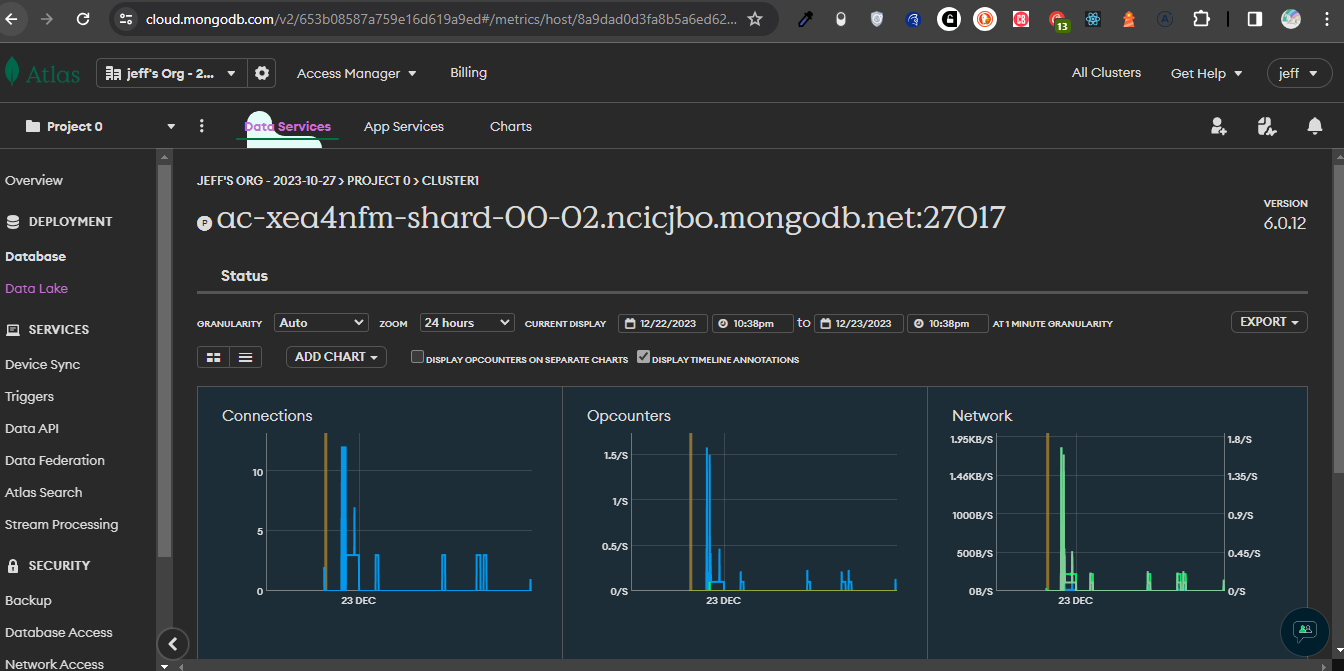 cloud.mongodb.com/v2/653b08587a759e16d619a9ed#/metrics/host/8a9dad0d3fa8b5a6ed62...
13
Atlas
jeff's Org - 2...
Access Manager
Billing
All Clusters
Get Help
jeff
Project 0
Data Services
App Services
Charts
Overview
DEPLOYMENT
Database
Data Lake
SERVICES
Device Sync
Triggers
Data API
Data Federation
Atlas Search
Stream Processing
SECURITY
Backup
Database Access
Network Access
JEFF'S ORG - 2023-10-27 > PROJECT 0 > CLUSTER1
P ac-xea4nfm-shard-00-02.ncicjbo.mongodb.net:27017
VERSION
6.0.12
Status
GRANULARITY Auto ZOOM 24 hours CURRENT DISPLAY 12/22/2023 10:38pm to 12/23/2023 10:38pm AT 1 MINUTE GRANULARITY
EXPORT
ADD CHART DISPLAY OPCOUNTERS ON SEPARATE CHARTS DISPLAY TIMELINE ANNOTATIONS
Connections
10
5
0
23 DEC
Opcounters
1.5/S
1/S
0.5/S
0/S
23 DEC
Network
1.95KB/S 1.8/S
1.46KB/S 1.35/S
1000B/S 0.9/S
500B/S 0.45/S
0B/S 0/S
23 DEC